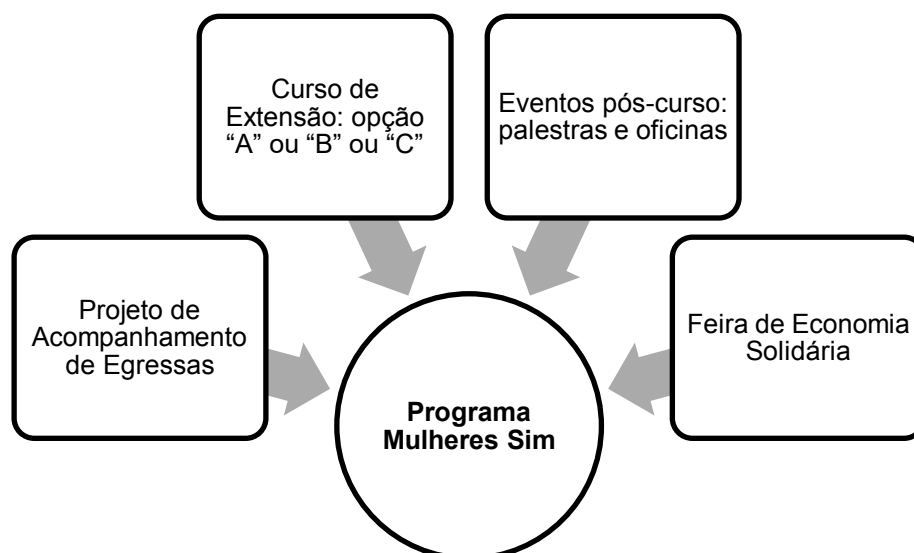 Curso de
Extensão: opção
“A” ou “B” ou “C”
Eventos pós-curso:
palestras e oficinas
Projeto de
Acompanhamento
de Egressas
Feira de Economia
Solidária
Programa
Mulheres Sim